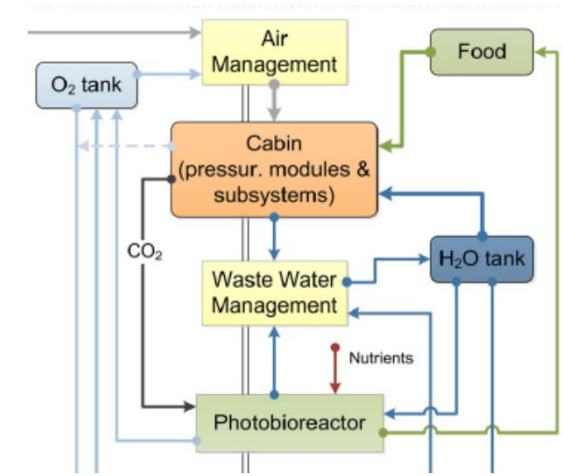 Air
Management
Food
O₂ tank
Cabin
(pressur. modules &
subsystems)
CO₂
H₂O tank
Waste Water
Management
Nutrients
Photobioreactor